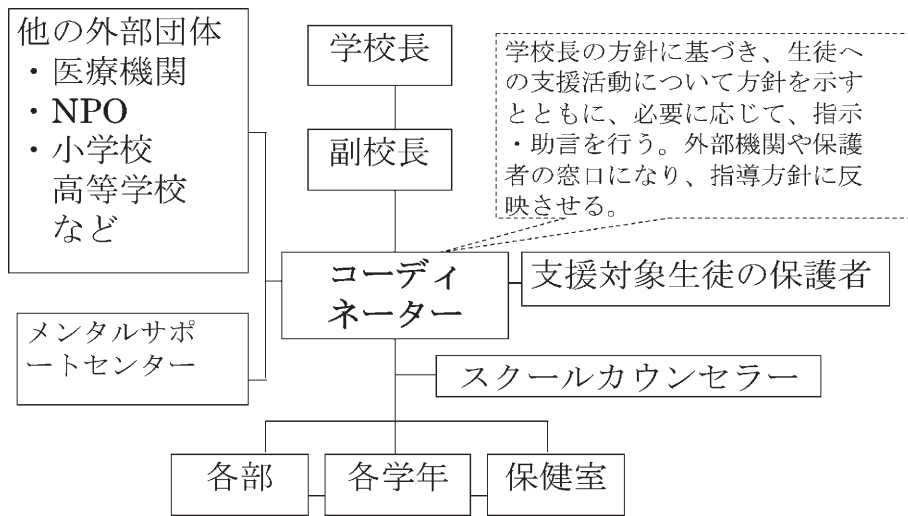 他の外部団体
・医療機関
・NPO
・小学校
高等学校
など
学校長
副校長
学校長の方針に基づき、生徒へ
の支援活動について方針を示す
とともに、必要に応じて、指示
・助言を行う。外部機関や保護
者の窓口になり、指導方針に反
映させる。
コーディ
ネーター
支援対象生徒の保護者
メンタルサポ
ートセンター
スクールカウンセラー
各部
各学年
保健室